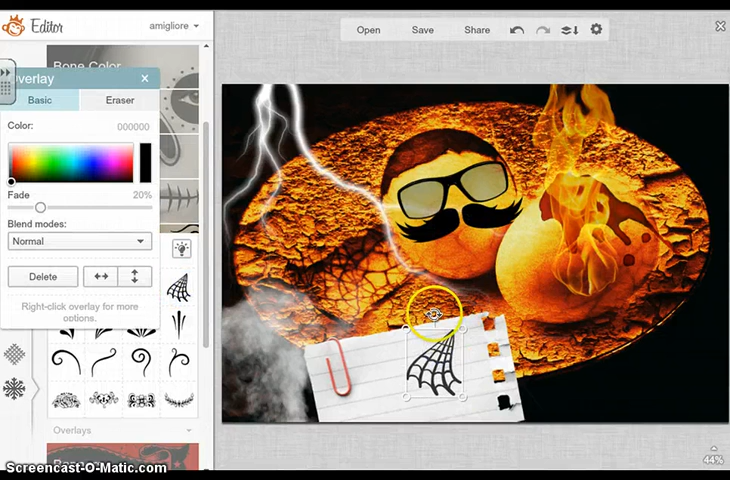 Editor
amigliore
Open
Save
Share
Bone Color
Overlay
Basic
Eraser
Color:
000000
Fade
20%
Blend modes:
Normal
Delete
Right-click overlay for more
options.
Overlays
44%
Screencast-O-Matic.com